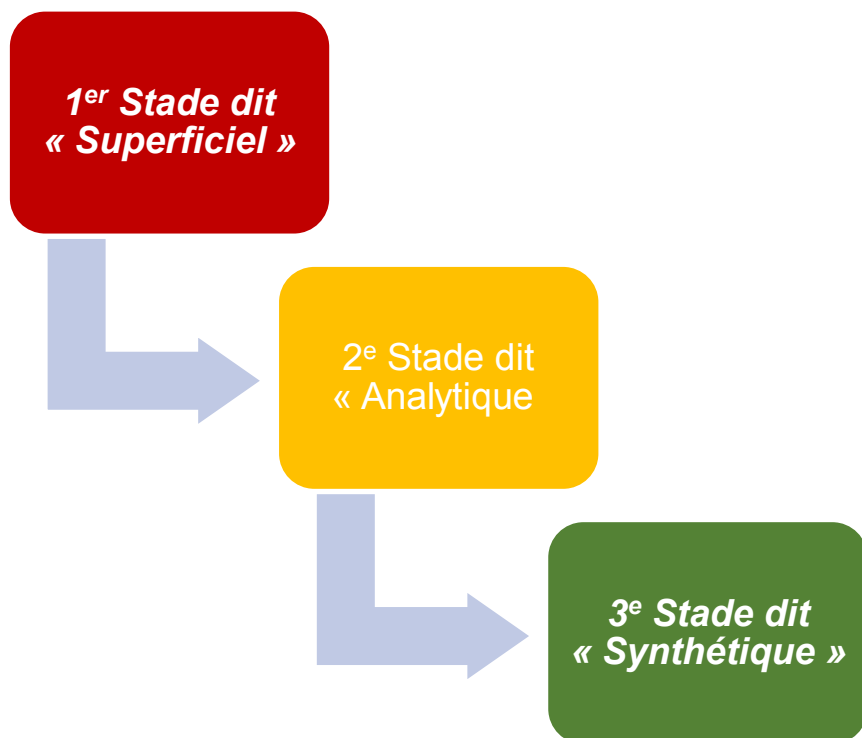 1er Stade dit
« Superficiel »
2e Stade dit
« Analytique
3e Stade dit
« Synthétique »